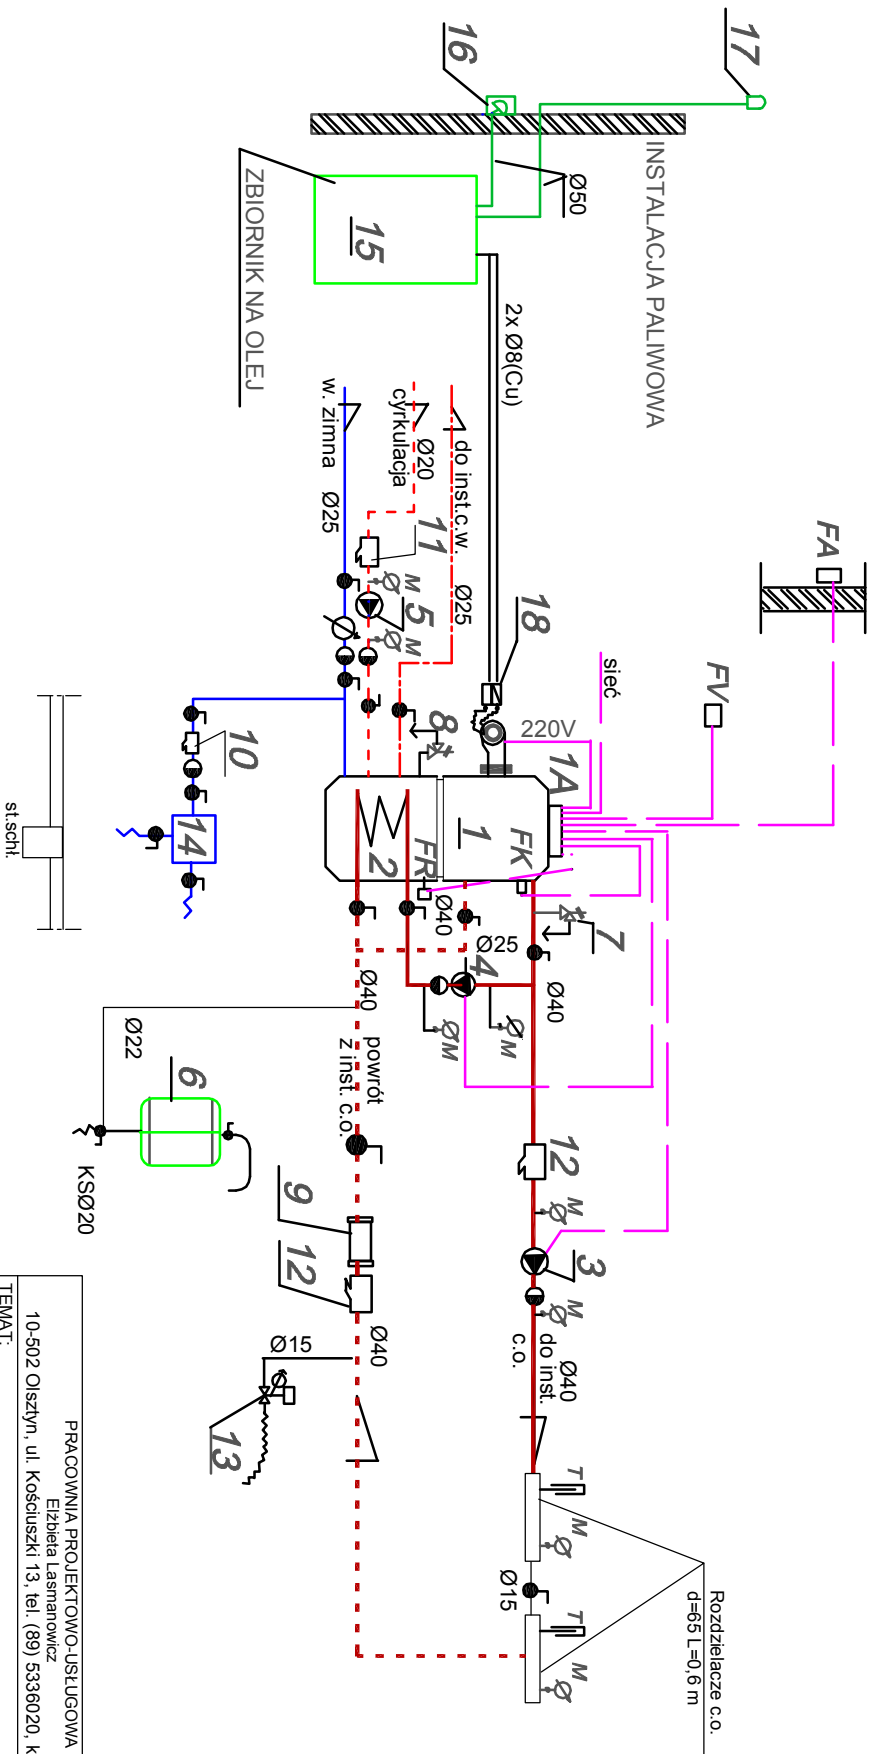 17
16
INSTALACJA PALIWOWA
Ø50
15
ZBIORNIK NA OLEJ
2x Ø8(Cu)
FA
FV
sieć
220V
18
1A
do inst.c.w.
Ø25
cyrkulacja
Ø20
w. zimna Ø25
11
M
5
M
8
10
14
st.schł.
1
2
FK
FR
Ø40
Ø25
7
4
Ø40
M
M
Ø40
powrót
z inst. c.o.
Ø22
6
KSØ20
12
M
3
M
9
12
Ø40
Ø15
13
Ø40
do inst.
c.o.
T
M
Ø15
T
M
Rozdzielacze c.o.
d=65 L=0,6 m
PRACOWNIA PROJEKTOWO-USŁUGOWA
Elżbieta Lasmanowicz
10-502 Olsztyn, ul. Kościuszki 13, tel. (89) 5336020, k
TEMAT: